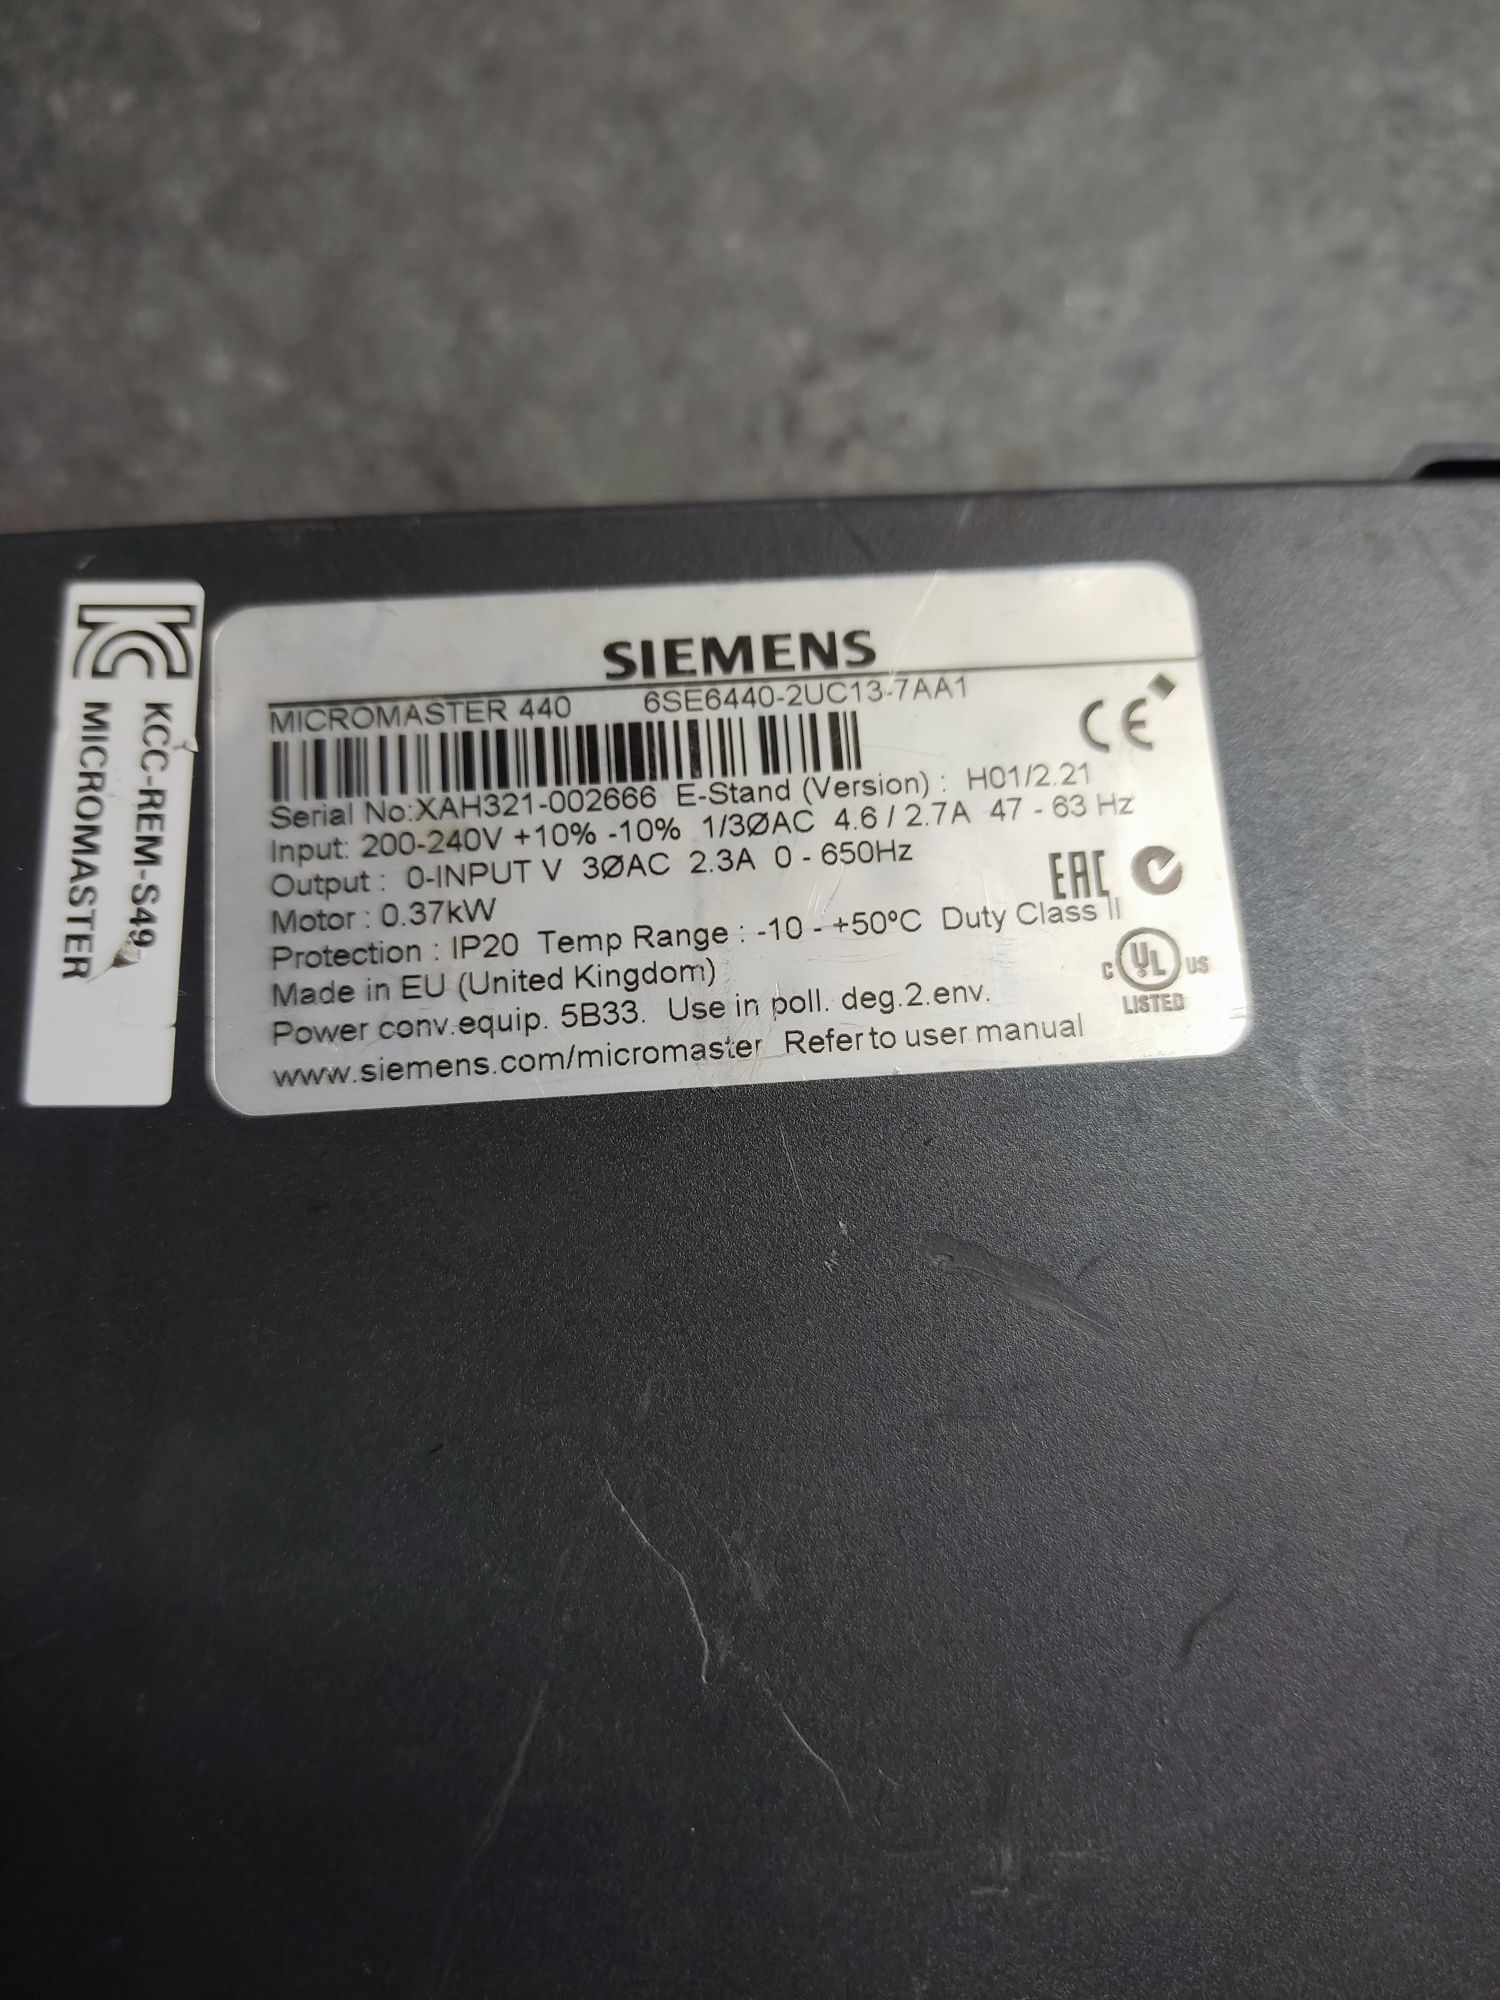 KCC-REM-S49-
MICROMASTER
SIEMENS
MICROMASTER 440 6SE6440-2UC13-7AA1
CE
Serial No:XAH321-002666 E-Stand (Version) : H01/2.21
Input: 200-240V +10% -10% 1/3ØAC 4.6 / 2.7A 47 - 63 Hz
Output : 0-INPUT V 3ØAC 2.3A 0 - 650Hz
EAC
Motor : 0.37kW
Protection : IP20 Temp Range : -10 - +50ºC Duty Class II
Made in EU (United Kingdom)
C UL US
LISTED
Power conv.equip. 5B33. Use in poll. deg.2.env.
www.siemens.com/micromaster Refer to user manual